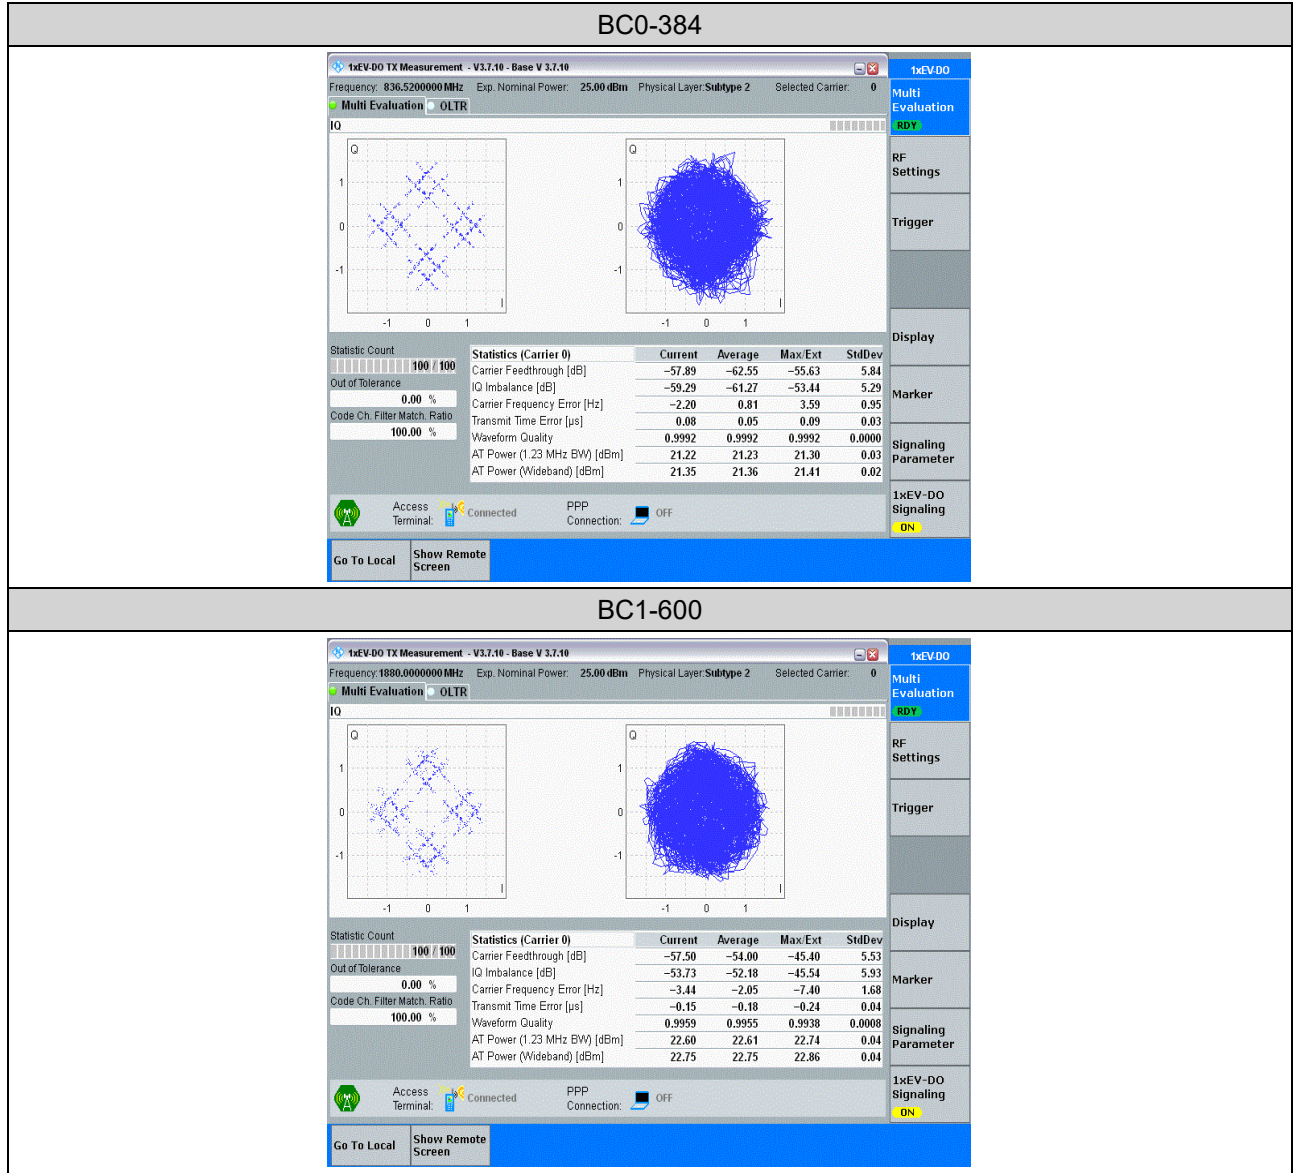 BC0-384
1xEV-DO TX Measurement - V3.7.10 - Base V 3.7.10
1xEV-DO
Frequency: 836.5200000 MHz Exp. Nominal Power: 25.00 dBm Physical Layer:Subtype 2 Selected Carrier: 0
Multi Evaluation OLTR
Multi
Evaluation
RDY
IQ
Q
1
0
-1
I
-1 0 1
Q
1
0
-1
I
-1 0 1
RF
Settings
Trigger
Display
Marker
Signaling
Parameter
1xEV-DO
Signaling
ON
Statistic Count
100 / 100
Out of Tolerance
0.00 %
Code Ch. Filter Match. Ratio
100.00 %
Statistics (Carrier 0) Current Average Max/Ext StdDev
Carrier Feedthrough [dB] −57.89 −62.55 −55.63 5.84
IQ Imbalance [dB] −59.29 −61.27 −53.44 5.29
Carrier Frequency Error [Hz] −2.20 0.81 3.59 0.95
Transmit Time Error [µs] 0.08 0.05 0.09 0.03
Waveform Quality 0.9992 0.9992 0.9992 0.0000
AT Power (1.23 MHz BW) [dBm] 21.22 21.23 21.30 0.03
AT Power (Wideband) [dBm] 21.35 21.36 21.41 0.02
Access
Terminal:
Connected
PPP
Connection:
OFF
Go To Local
Show Remote
Screen
BC1-600
1xEV-DO TX Measurement - V3.7.10 - Base V 3.7.10
1xEV-DO
Frequency:1880.0000000 MHz Exp. Nominal Power: 25.00 dBm Physical Layer:Subtype 2 Selected Carrier: 0
Multi Evaluation OLTR
Multi
Evaluation
RDY
IQ
Q
1
0
-1
I
-1 0 1
Q
1
0
-1
I
-1 0 1
RF
Settings
Trigger
Display
Marker
Signaling
Parameter
1xEV-DO
Signaling
ON
Statistic Count
100 / 100
Out of Tolerance
0.00 %
Code Ch. Filter Match. Ratio
100.00 %
Statistics (Carrier 0) Current Average Max/Ext StdDev
Carrier Feedthrough [dB] −57.50 −54.00 −45.40 5.53
IQ Imbalance [dB] −53.73 −52.18 −45.54 5.93
Carrier Frequency Error [Hz] −3.44 −2.05 −7.40 1.68
Transmit Time Error [µs] −0.15 −0.18 −0.24 0.04
Waveform Quality 0.9959 0.9955 0.9938 0.0008
AT Power (1.23 MHz BW) [dBm] 22.60 22.61 22.74 0.04
AT Power (Wideband) [dBm] 22.75 22.75 22.86 0.04
Access
Terminal:
Connected
PPP
Connection:
OFF
Go To Local
Show Remote
Screen